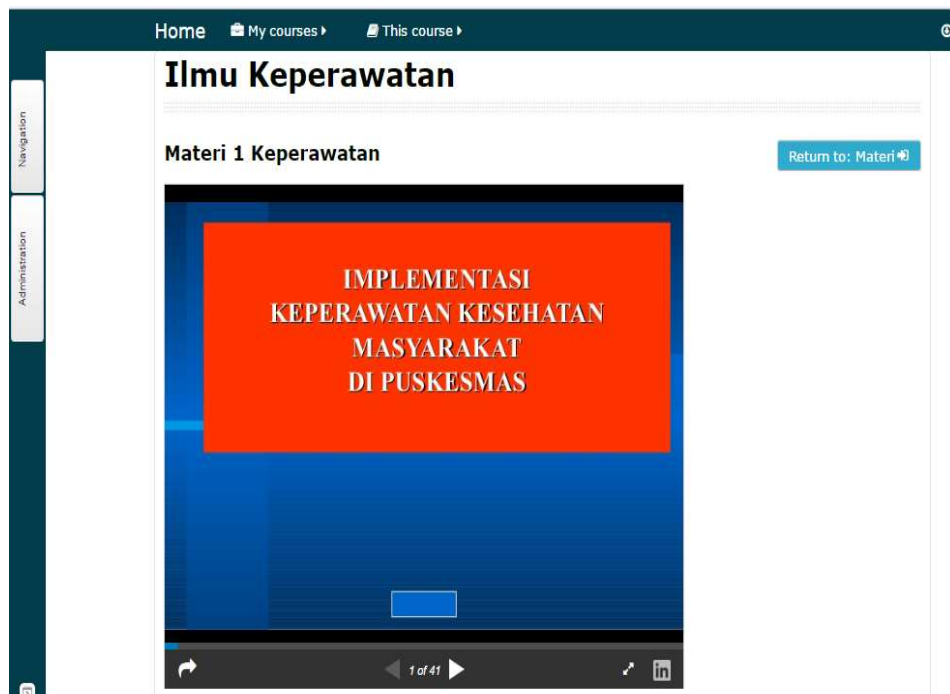 Home My courses This course
Ilmu Keperawatan
Navigation
Materi 1 Keperawatan
Return to: Materi
Administration
IMPLEMENTASI
KEPERAWATAN KESEHATAN
MASYARAKAT
DI PUSKESMAS
1 of 41
in